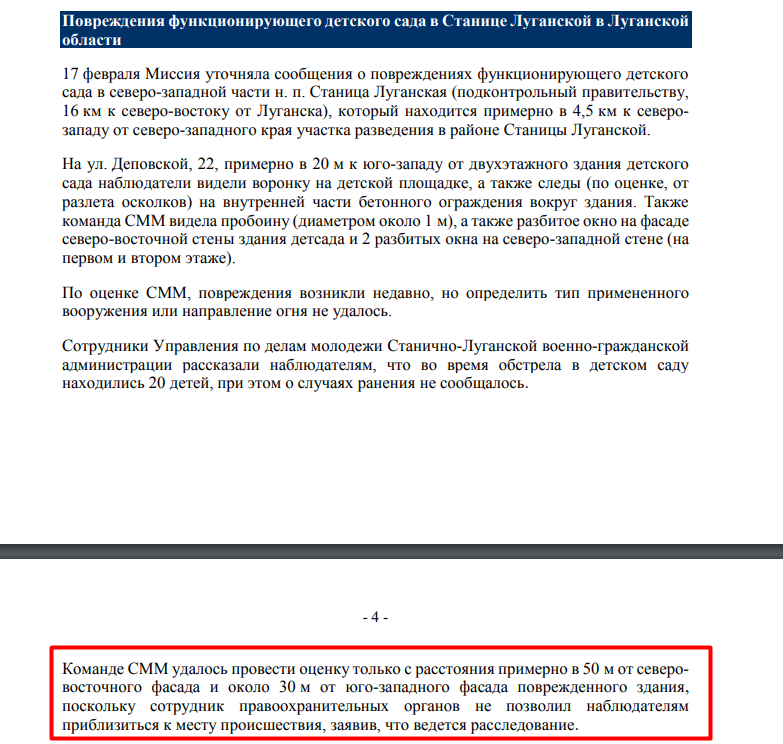 Повреждения функционирующего детского сада в Станице Луганской в Луганской
области
17 февраля Миссия уточняла сообщения о повреждениях функционирующего детского
сада в северо-западной части н. п. Станица Луганская (подконтрольный правительству,
16 км к северо-востоку от Луганска), который находится примерно в 4,5 км к северо-
западу от северо-западного края участка разведения в районе Станицы Луганской.
На ул. Деповской, 22, примерно в 20 м к юго-западу от двухэтажного здания детского
сада наблюдатели видели воронку на детской площадке, а также следы (по оценке, от
разлета осколков) на внутренней части бетонного ограждения вокруг здания. Также
команда СММ видела пробоину (диаметром около 1 м), а также разбитое окно на фасаде
северо-восточной стены здания детсада и 2 разбитых окна на северо-западной стене (на
первом и втором этаже).
По оценке СММ, повреждения возникли недавно, но определить тип примененного
вооружения или направление огня не удалось.
Сотрудники Управления по делам молодежи Станично-Луганской военно-гражданской
администрации рассказали наблюдателям, что во время обстрела в детском саду
находились 20 детей, при этом о случаях ранения не сообщалось.
- 4 -
Команде СММ удалось провести оценку только с расстояния примерно в 50 м от северо-
восточного фасада и около 30 м от юго-западного фасада поврежденного здания,
поскольку сотрудник правоохранительных органов не позволил наблюдателям
приблизиться к месту происшествия, заявив, что ведется расследование.